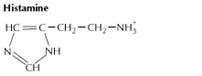 Histamine
HC=C−CH₂−CH₂−NH₃⁺
N NH
CH